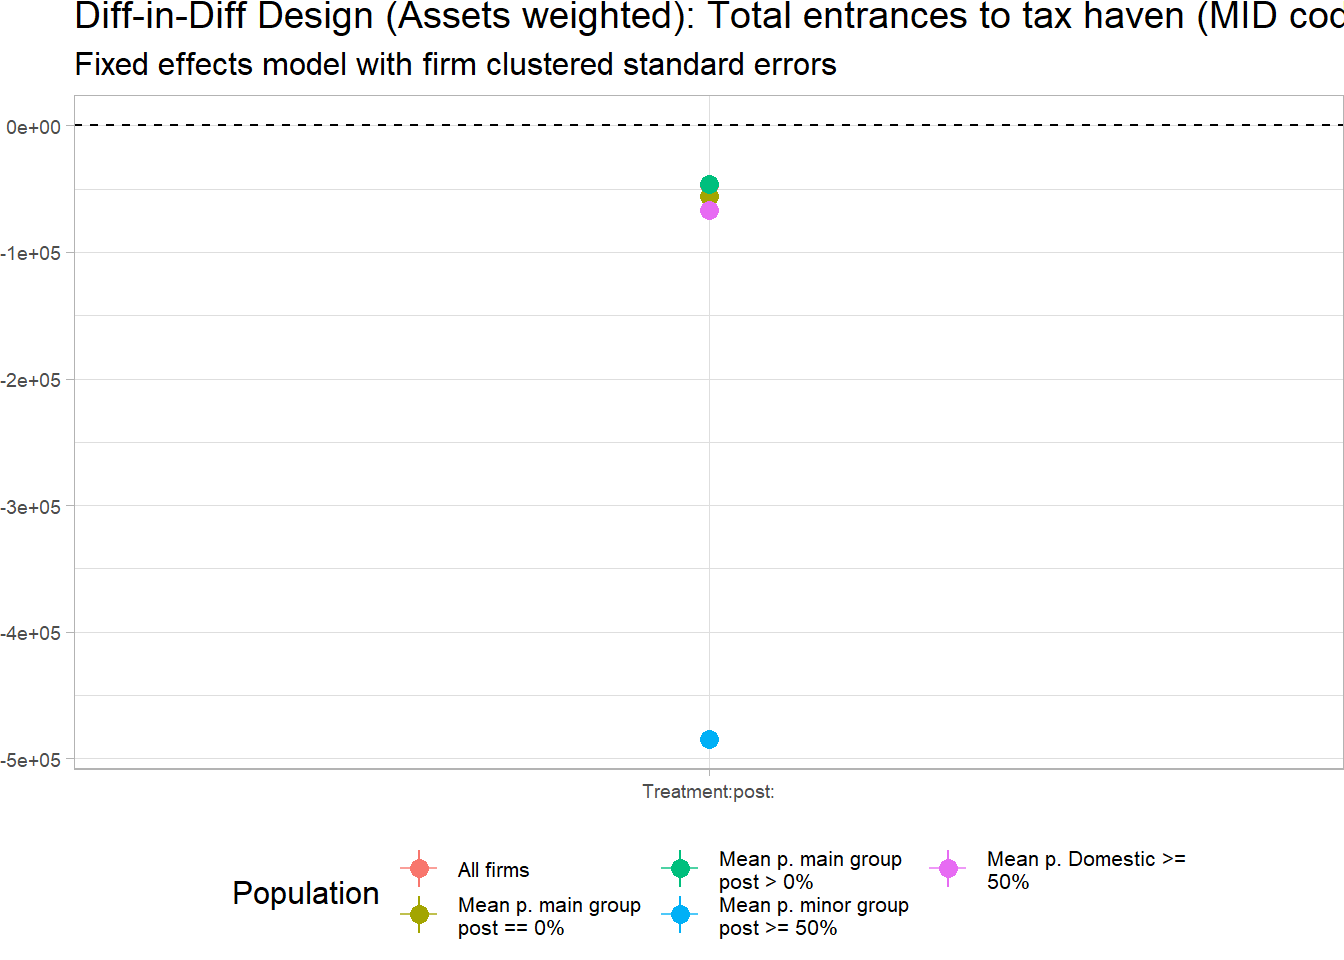 Diff-in-Diff Design (Assets weighted): Total entrances to tax haven (MID coc
Fixed effects model with firm clustered standard errors
0e+00
-1e+05
-2e+05
-3e+05
-4e+05
-5e+05
Treatment:post:
Population
All firms
Mean p. main group
post == 0%
Mean p. main group
post > 0%
Mean p. minor group
post >= 50%
Mean p. Domestic >=
50%